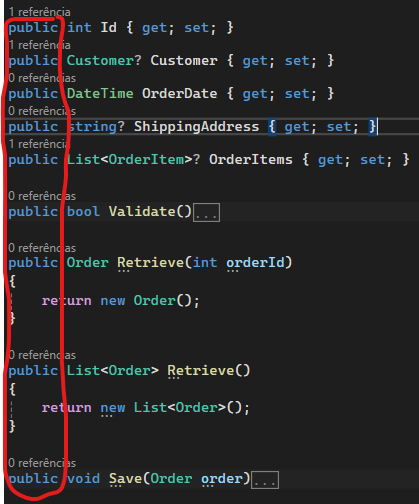 1 referência
public int Id { get; set; }
1 referência
public Customer? Customer { get; set; }
0 referências
public DateTime OrderDate { get; set; }
0 referências
public string? ShippingAddress { get; set; }
1 referência
public List<OrderItem>? OrderItems { get; set; }
0 referências
public bool Validate()...
0 referências
public Order Retrieve(int orderId)
{
return new Order();
}
0 referências
public List<Order> Retrieve()
{
return new List<Order>();
}
0 referências
public void Save(Order order)...